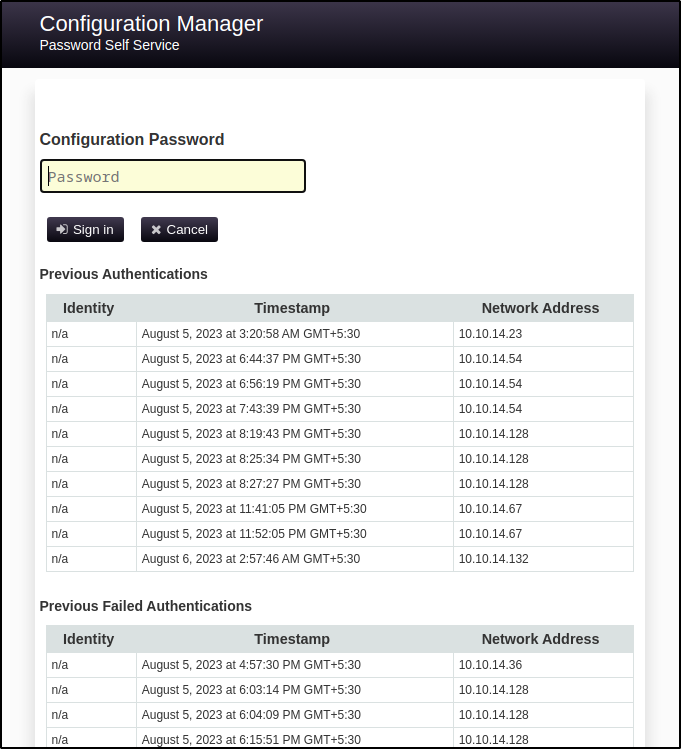 Configuration Manager
Password Self Service
Configuration Password
Password
Sign in Cancel
Previous Authentications
Identity Timestamp Network Address
n/a August 5, 2023 at 3:20:58 AM GMT+5:30 10.10.14.23
n/a August 5, 2023 at 6:44:37 PM GMT+5:30 10.10.14.54
n/a August 5, 2023 at 6:56:19 PM GMT+5:30 10.10.14.54
n/a August 5, 2023 at 7:43:39 PM GMT+5:30 10.10.14.54
n/a August 5, 2023 at 8:19:43 PM GMT+5:30 10.10.14.128
n/a August 5, 2023 at 8:25:34 PM GMT+5:30 10.10.14.128
n/a August 5, 2023 at 8:27:27 PM GMT+5:30 10.10.14.128
n/a August 5, 2023 at 11:41:05 PM GMT+5:30 10.10.14.67
n/a August 5, 2023 at 11:52:05 PM GMT+5:30 10.10.14.67
n/a August 6, 2023 at 2:57:46 AM GMT+5:30 10.10.14.132
Previous Failed Authentications
Identity Timestamp Network Address
n/a August 5, 2023 at 4:57:30 PM GMT+5:30 10.10.14.36
n/a August 5, 2023 at 6:03:14 PM GMT+5:30 10.10.14.128
n/a August 5, 2023 at 6:04:09 PM GMT+5:30 10.10.14.128
n/a August 5, 2023 at 6:15:51 PM GMT+5:30 10.10.14.128